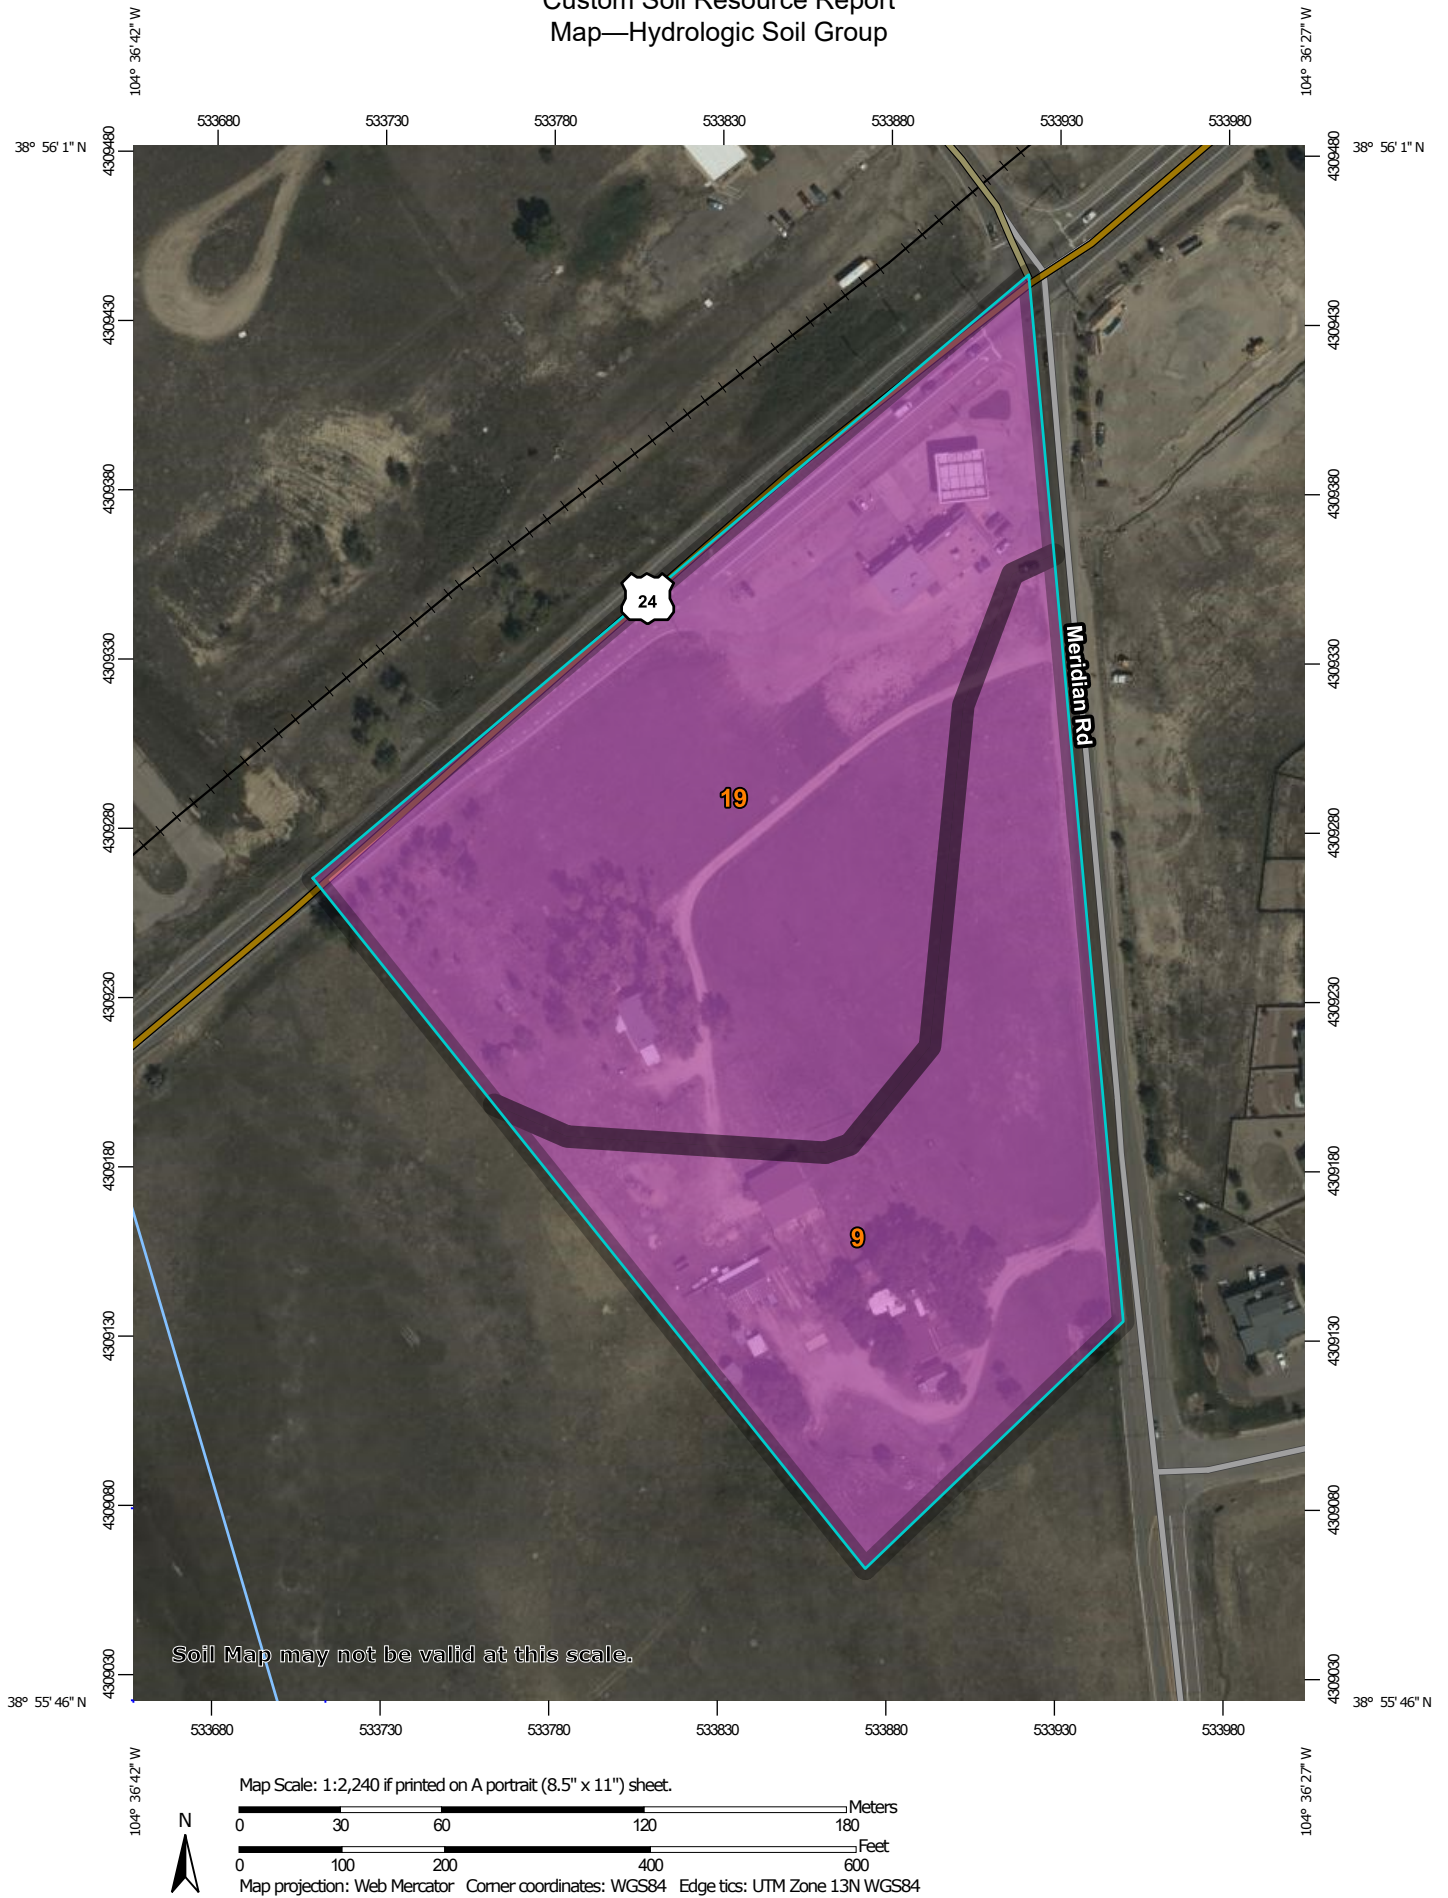 Custom Soil Resource Report
Map—Hydrologic Soil Group
104° 36' 42'' W
104° 36' 27'' W
533680 533730 533780 533830 533880 533930 533980
38° 56' 1'' N
38° 56' 1'' N
4309480
4309480
4309430
4309430
4309380
4309380
24
4309330
4309330
Meridian Rd
19
4309280
4309280
4309230
4309230
4309180
4309180
9
4309130
4309130
4309080
4309080
Soil Map may not be valid at this scale.
4309030
4309030
38° 55' 46'' N
38° 55' 46'' N
533680 533730 533780 533830 533880 533930 533980
104° 36' 42'' W
104° 36' 27'' W
Map Scale: 1:2,240 if printed on A portrait (8.5" x 11") sheet.
N
Meters
0 30 60 120 180
Feet
0 100 200 400 600
Map projection: Web Mercator Corner coordinates: WGS84 Edge tics: UTM Zone 13N WGS84